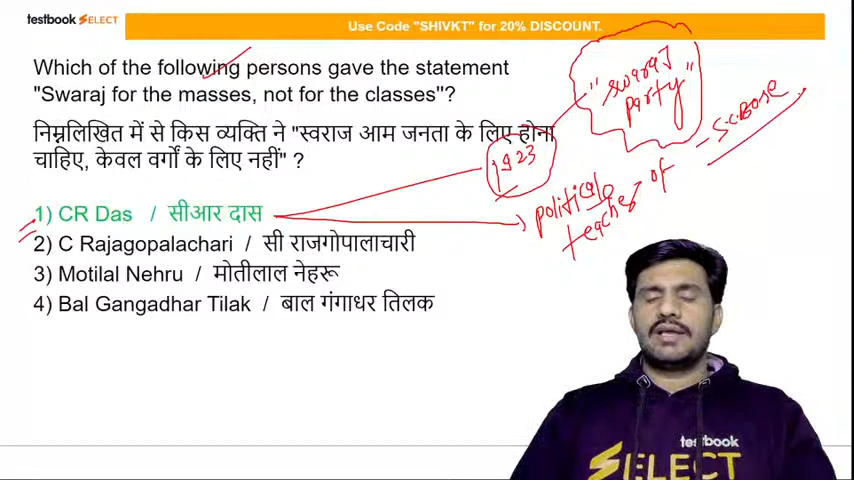 testbook SELECT
Use Code "SHIVKT" for 20% DISCOUNT.
Which of the following persons gave the statement
"Swaraj for the masses, not for the classes"?
निम्नलिखित में से किस व्यक्ति ने "स्वराज आम जनता के लिए होना
चाहिए, केवल वर्गों के लिए नहीं" ?
1) CR Das / सीआर दास
2) C Rajagopalachari / सी राजगोपालाचारी
3) Motilal Nehru / मोतीलाल नेहरू
4) Bal Gangadhar Tilak / बाल गंगाधर तिलक
"swaraj
party"
1923
political
teacher of - S.C.Bose
testbook
SELECT